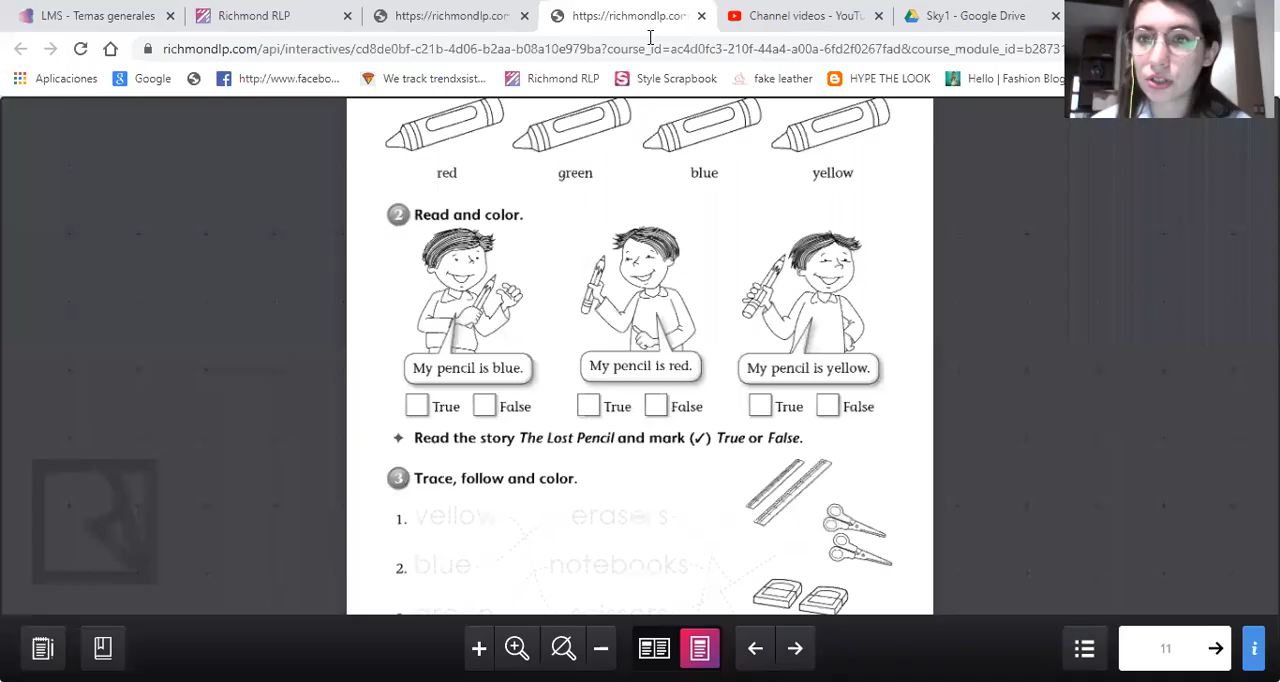 LMS - Temas generales
Richmond RLP
https://richmondlp.com
https://richmondlp.com
Channel videos - YouTu
Sky1 - Google Drive
richmondlp.com/api/interactives/cd8de0bf-c21b-4d06-b2aa-b08a10e979ba?course_id=ac4d0fc3-210f-44a4-a00a-6fd2f0267fad&course_module_id=b28731
Aplicaciones
Google
http://www.facebo...
We track trendxsist...
Richmond RLP
Style Scrapbook
fake leather
HYPE THE LOOK
Hello | Fashion Blog
red
green
blue
yellow
2 Read and color.
My pencil is blue.
My pencil is red.
My pencil is yellow.
True False
True False
True False
Read the story The Lost Pencil and mark (✓) True or False.
3 Trace, follow and color.
1. yellow erasers
2. blue notebooks
green scissors
11